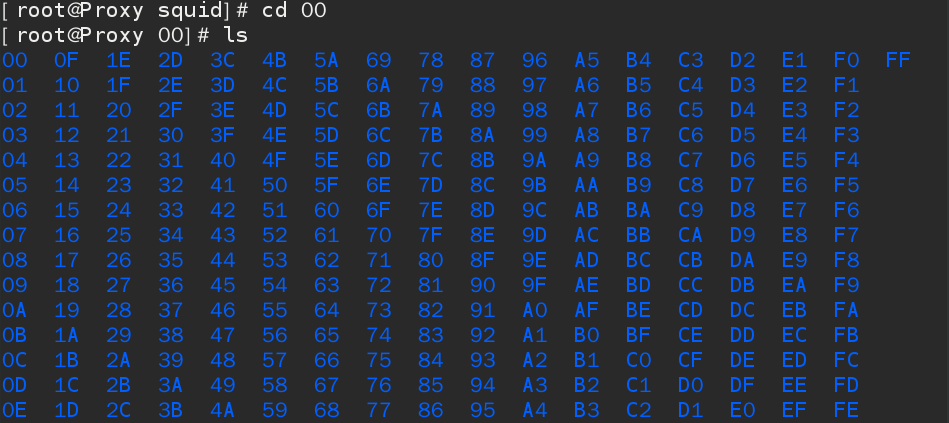 [root@Proxy squid]# cd 00
[root@Proxy 00]# ls
00 0F 1E 2D 3C 4B 5A 69 78 87 96 A5 B4 C3 D2 E1 F0 FF
01 10 1F 2E 3D 4C 5B 6A 79 88 97 A6 B5 C4 D3 E2 F1
02 11 20 2F 3E 4D 5C 6B 7A 89 98 A7 B6 C5 D4 E3 F2
03 12 21 30 3F 4E 5D 6C 7B 8A 99 A8 B7 C6 D5 E4 F3
04 13 22 31 40 4F 5E 6D 7C 8B 9A A9 B8 C7 D6 E5 F4
05 14 23 32 41 50 5F 6E 7D 8C 9B AA B9 C8 D7 E6 F5
06 15 24 33 42 51 60 6F 7E 8D 9C AB BA C9 D8 E7 F6
07 16 25 34 43 52 61 70 7F 8E 9D AC BB CA D9 E8 F7
08 17 26 35 44 53 62 71 80 8F 9E AD BC CB DA E9 F8
09 18 27 36 45 54 63 72 81 90 9F AE BD CC DB EA F9
0A 19 28 37 46 55 64 73 82 91 A0 AF BE CD DC EB FA
0B 1A 29 38 47 56 65 74 83 92 A1 B0 BF CE DD EC FB
0C 1B 2A 39 48 57 66 75 84 93 A2 B1 C0 CF DE ED FC
0D 1C 2B 3A 49 58 67 76 85 94 A3 B2 C1 D0 DF EE FD
0E 1D 2C 3B 4A 59 68 77 86 95 A4 B3 C2 D1 E0 EF FE